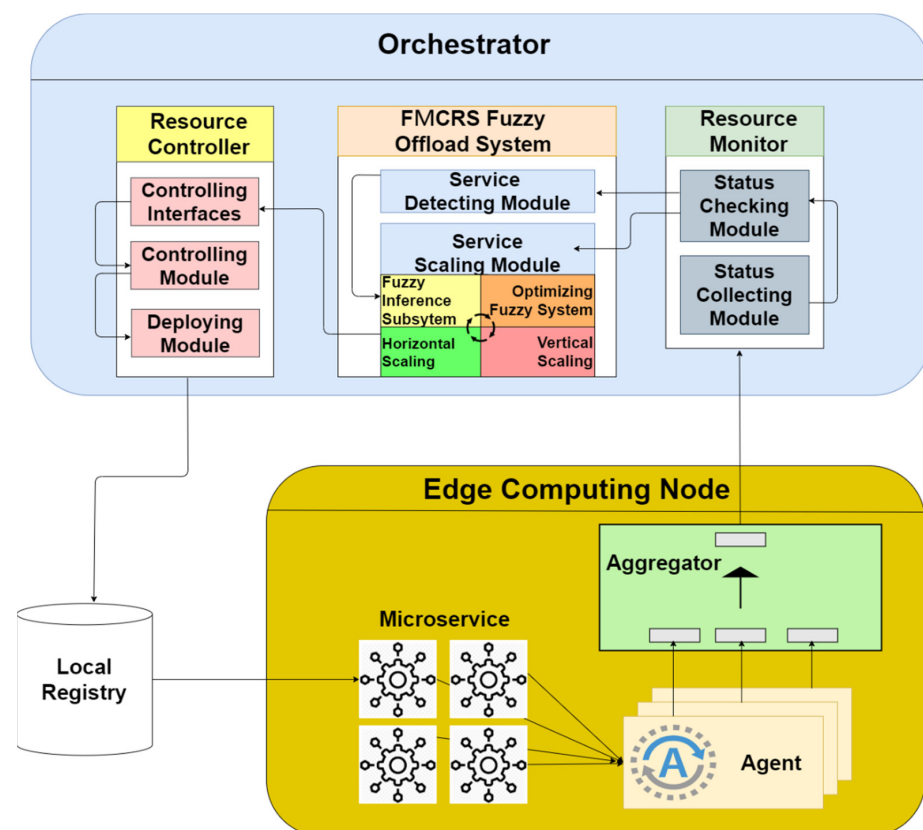 Orchestrator
Resource
Controller
Controlling
Interfaces
Controlling
Module
Deploying
Module
FMCRS Fuzzy
Offload System
Service
Detecting Module
Service
Scaling Module
Fuzzy
Inference
Subsytem
Optimizing
Fuzzy System
Horizontal
Scaling
Vertical
Scaling
Resource
Monitor
Status
Checking
Module
Status
Collecting
Module
Edge Computing Node
Aggregator
Microservice
Local
Registry
A
Agent